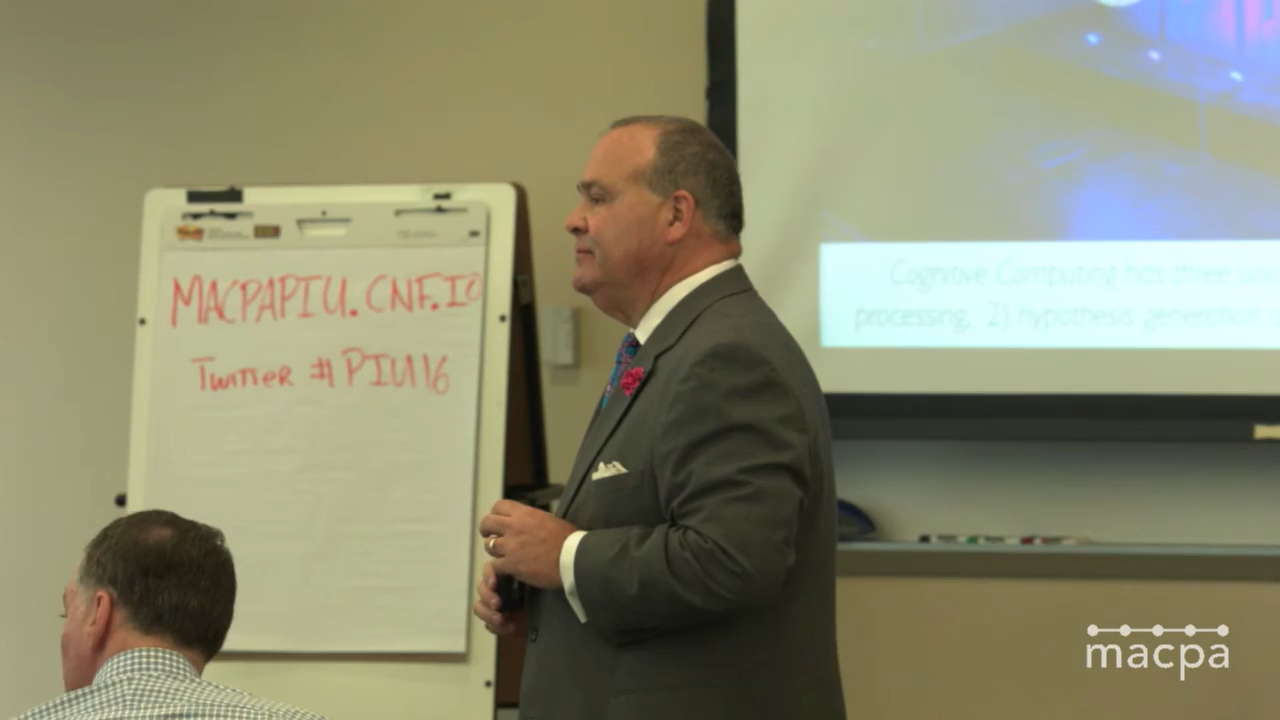 MACPAPIU.CNF.IO
Twitter #PIU16
Cognitive Computing has three
processing, 2) hypothesis generation
macpa